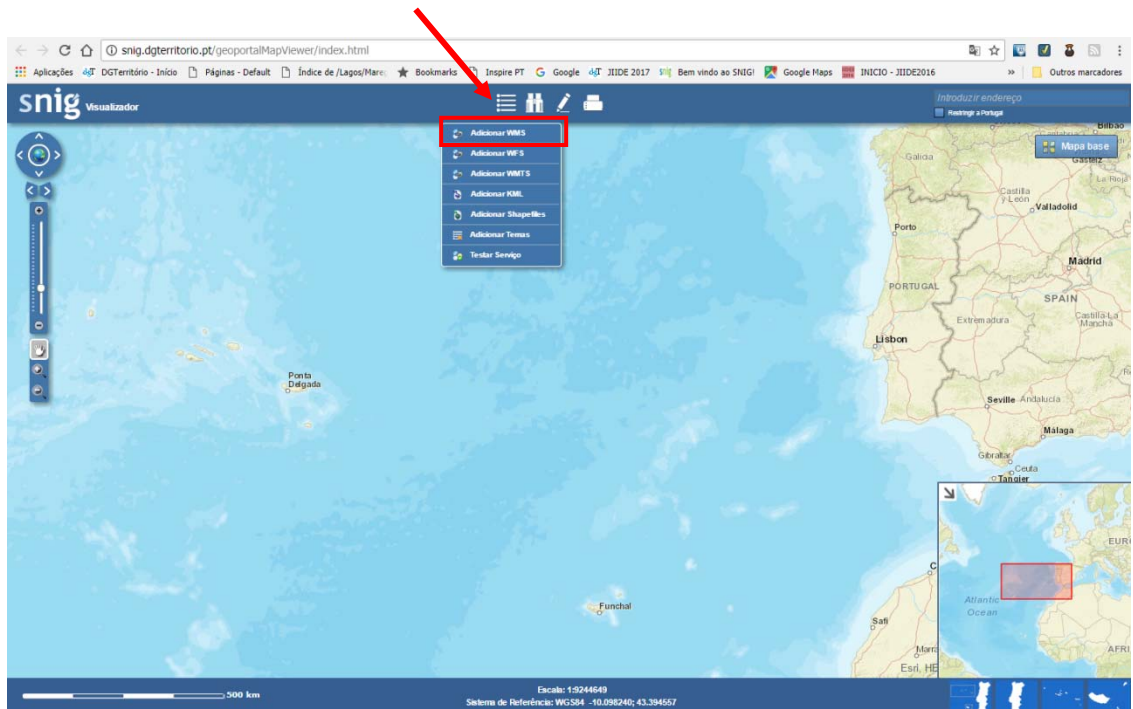 snig.dgterritorio.pt/geoportalMapViewer/index.html
Aplicações DGTerritório - Início Páginas - Default Índice de /Lagos/Mare Bookmarks Inspire PT Google JIIDE 2017 Bem vindo ao SNIG! Google Maps INICIO - JIIDE2016 » Outros marcadores
snig Visualizador
Introduzir endereço
Restringir a Portugal
Mapa base
Adicionar WMS
Adicionar WFS
Adicionar WMTS
Adicionar KML
Adicionar Shapefiles
Adicionar Temas
Testar Serviço
Bilbao
Galicia
Gasteiz
La Rioja
Castilla
y León
Valladolid
Porto
Madrid
PORTUGAL
SPAIN
Extremadura
Castilla-La
Mancha
Lisbon
Ponta
Delgada
Seville
Andalucía
Málaga
Gibraltar
Ceuta
Tangier
Funchal
Safi
Marra
Esri, HE
EUR
Atlantic
Ocean
AFRI
500 km
Escala: 1:9244649
Sistema de Referência: WGS84 -10.098240; 43.394557